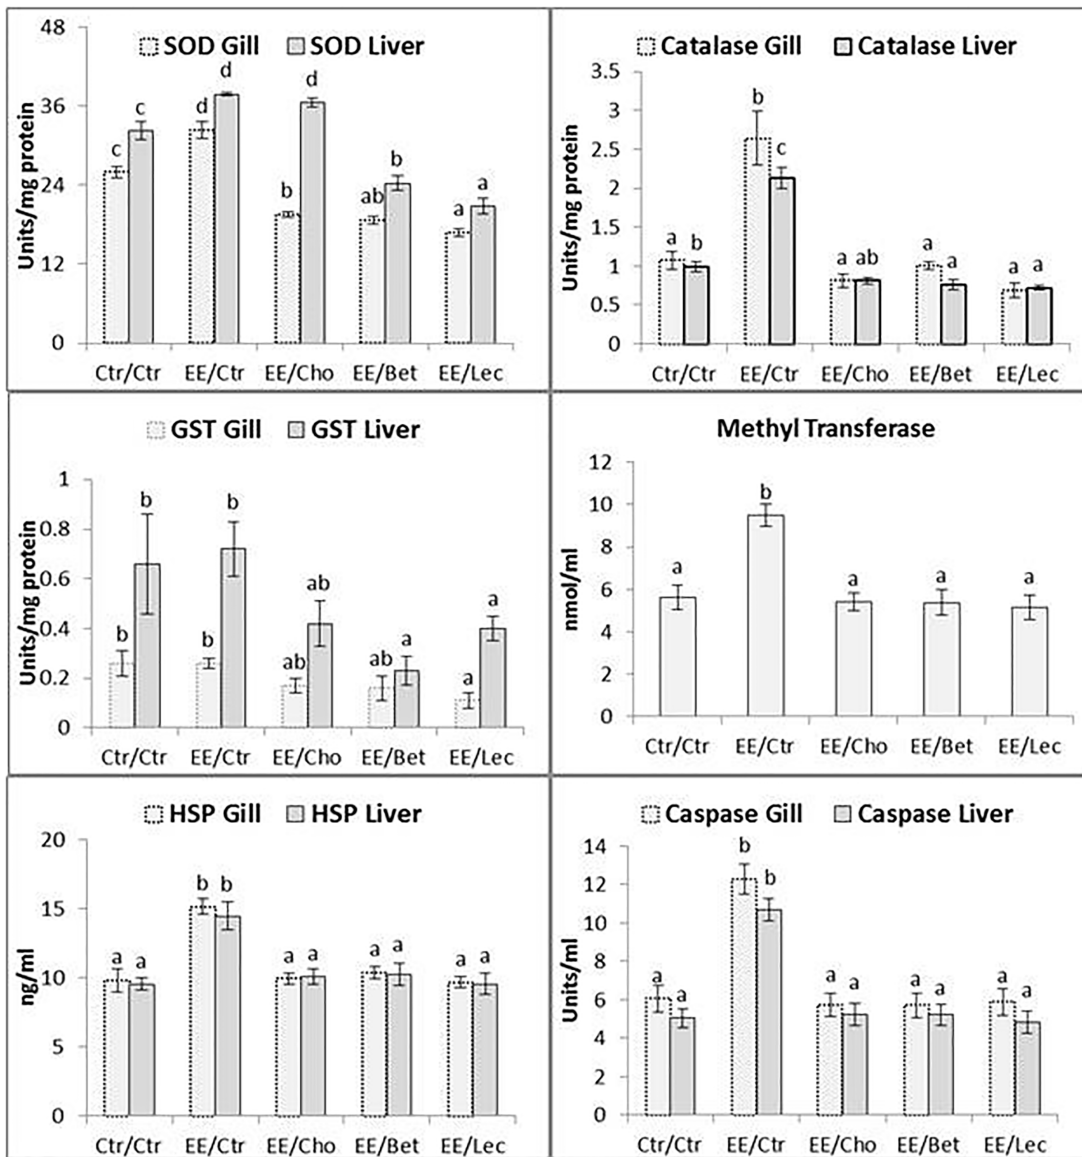 SOD Gill SOD Liver
Units/mg protein
48
36
24
12
0
c c d d b d ab b a a
Ctr/Ctr EE/Ctr EE/Cho EE/Bet EE/Lec
Catalase Gill Catalase Liver
Units/mg protein
3.5
3
2.5
2
1.5
1
0.5
0
a b b c a ab a a a a
Ctr/Ctr EE/Ctr EE/Cho EE/Bet EE/Lec
GST Gill GST Liver
Units/mg protein
1
0.8
0.6
0.4
0.2
0
b b b b ab ab ab a a a
Ctr/Ctr EE/Ctr EE/Cho EE/Bet EE/Lec
Methyl Transferase
nmol/ml
12
10
8
6
4
2
0
a b a a a
Ctr/Ctr EE/Ctr EE/Cho EE/Bet EE/Lec
HSP Gill HSP Liver
ng/ml
20
15
10
5
0
a a b b a a a a a a
Ctr/Ctr EE/Ctr EE/Cho EE/Bet EE/Lec
Caspase Gill Caspase Liver
Units/ml
14
12
10
8
6
4
2
0
a a b b a a a a a a
Ctr/Ctr EE/Ctr EE/Cho EE/Bet EE/Lec